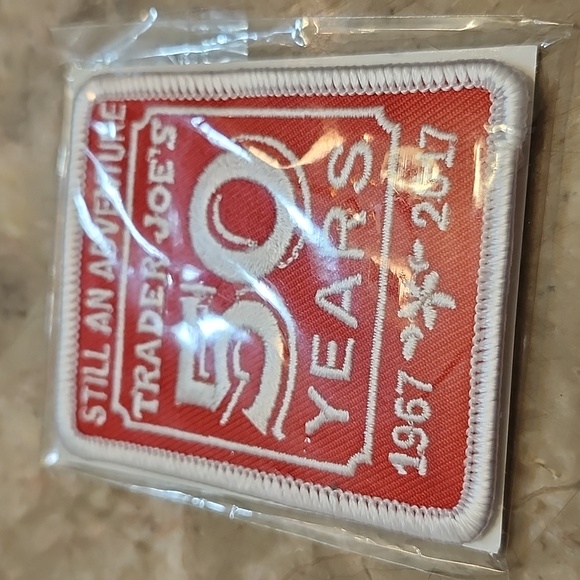 STILL AN ADVENTURE
TRADER JOE'S
50
YEARS
1967 2017